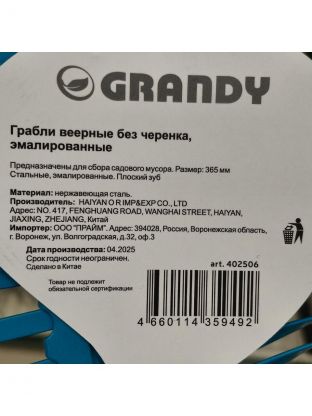 GRANDY
Грабли веерные без черенка,
эмалированные
Предназначены для сбора садового мусора. Размер: 365 мм
Стальные, эмалированные. Плоский зуб
Материал: нержавеющая сталь.
Производитель: HAIYAN O R IMP&EXP CO., LTD
Адрес: NO. 417, FENGHUANG ROAD, WANGHAI STREET, HAIYAN,
JIAXING, ZHEJIANG, Китай
Импортер: ООО "ПРАЙМ". Адрес: 394028, Россия, Воронежская область,
г. Воронеж, ул. Волгоградская, д.32, оф.3
Дата производства: 04.2025
Срок годности неограничен.
Сделано в Китае
art. 402506
Товар не подлежит
обязательной сертификации
4 660114 359492